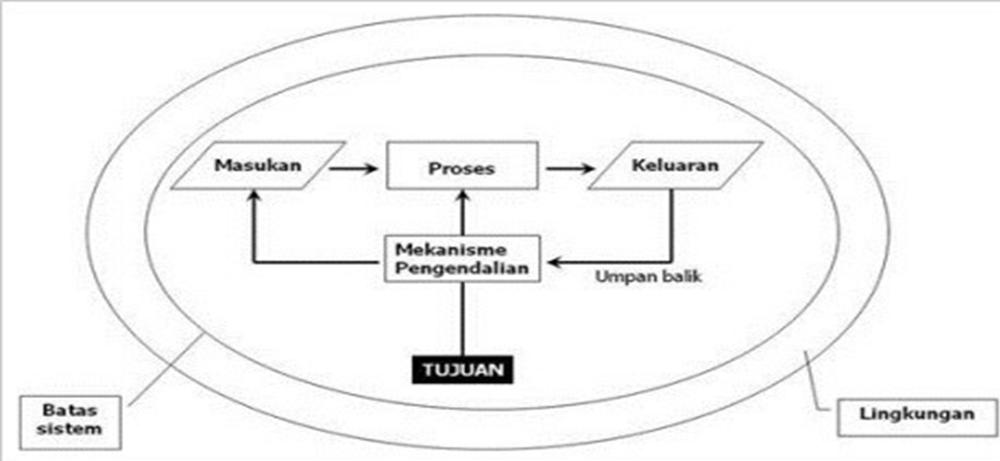 Masukan
Proses
Keluaran
Mekanisme
Pengendalian
Umpan balik
TUJUAN
Batas
sistem
Lingkungan